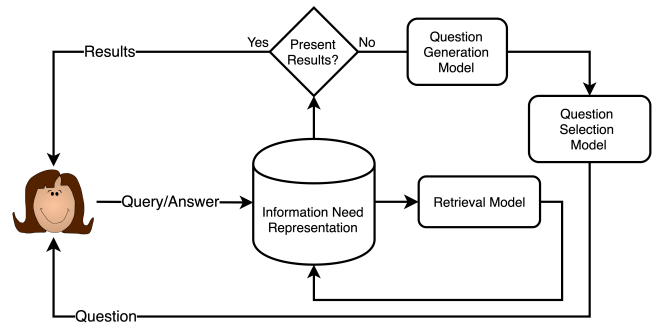 Yes
Present
Results?
No
Question
Generation
Model
Results
Question
Selection
Model
Query/Answer
Information Need
Representation
Retrieval Model
Question